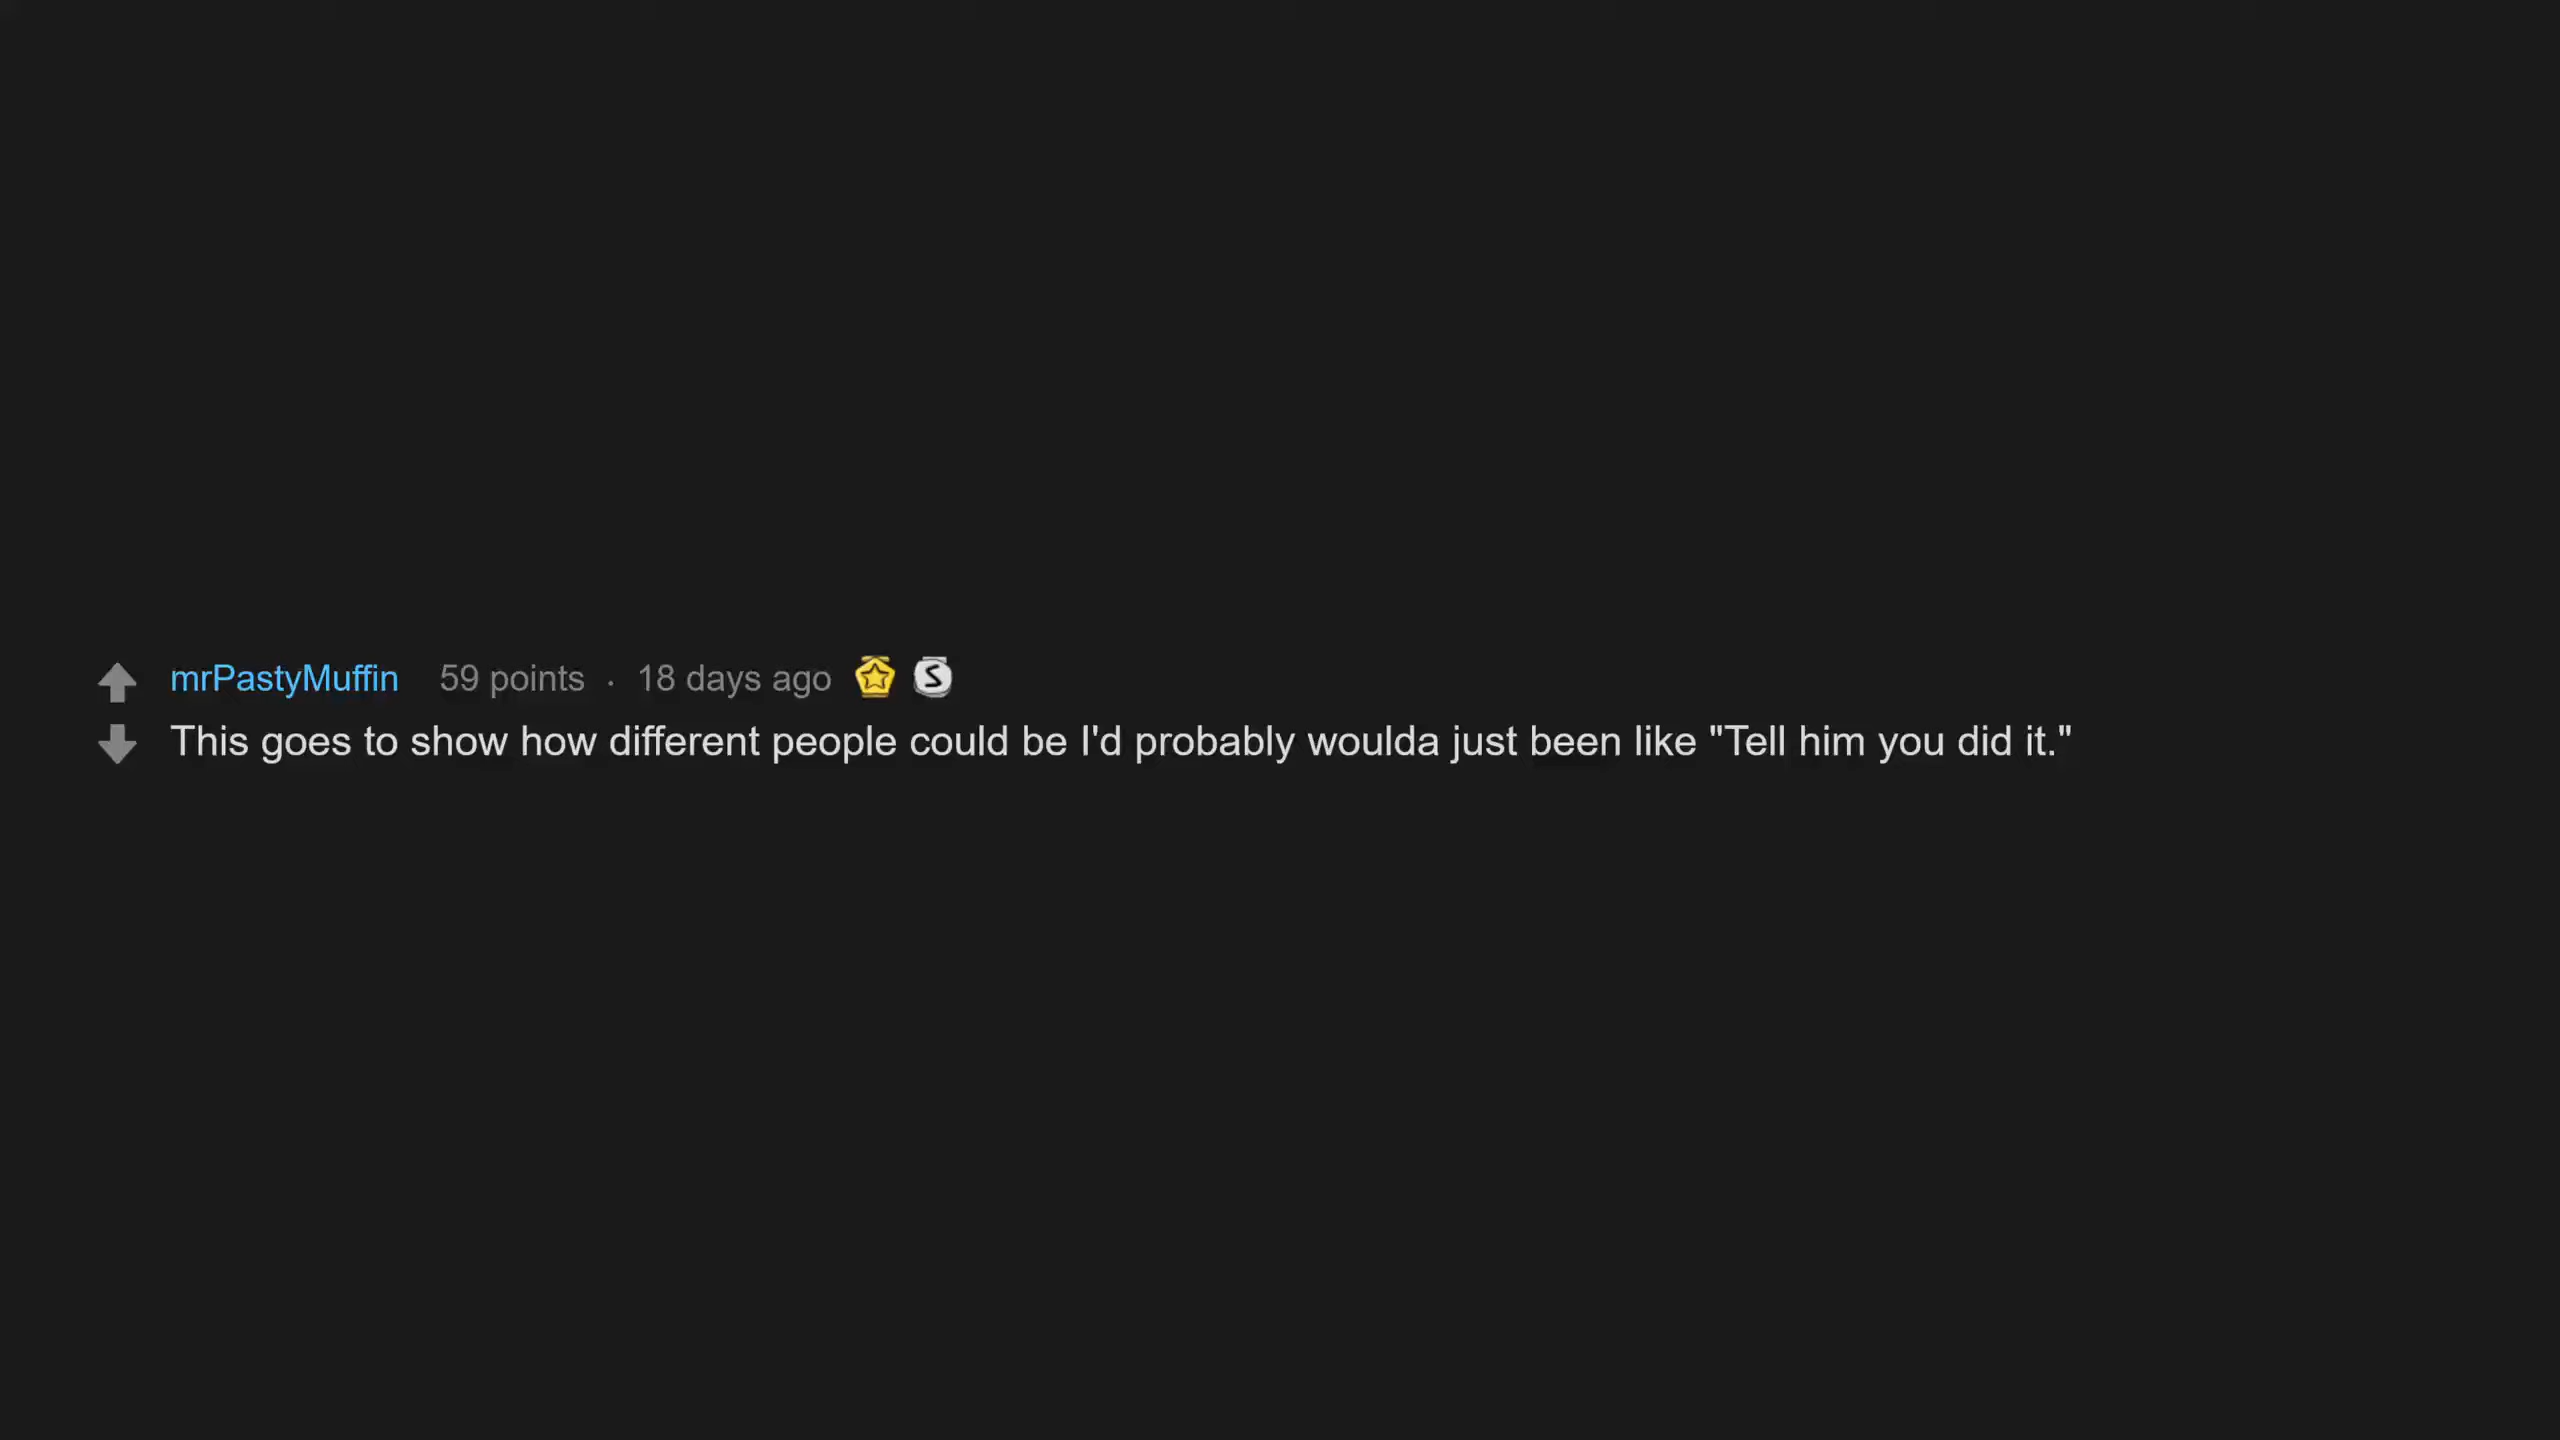 mrPastyMuffin 59 points · 18 days ago S
This goes to show how different people could be I'd probably woulda just been like "Tell him you did it."